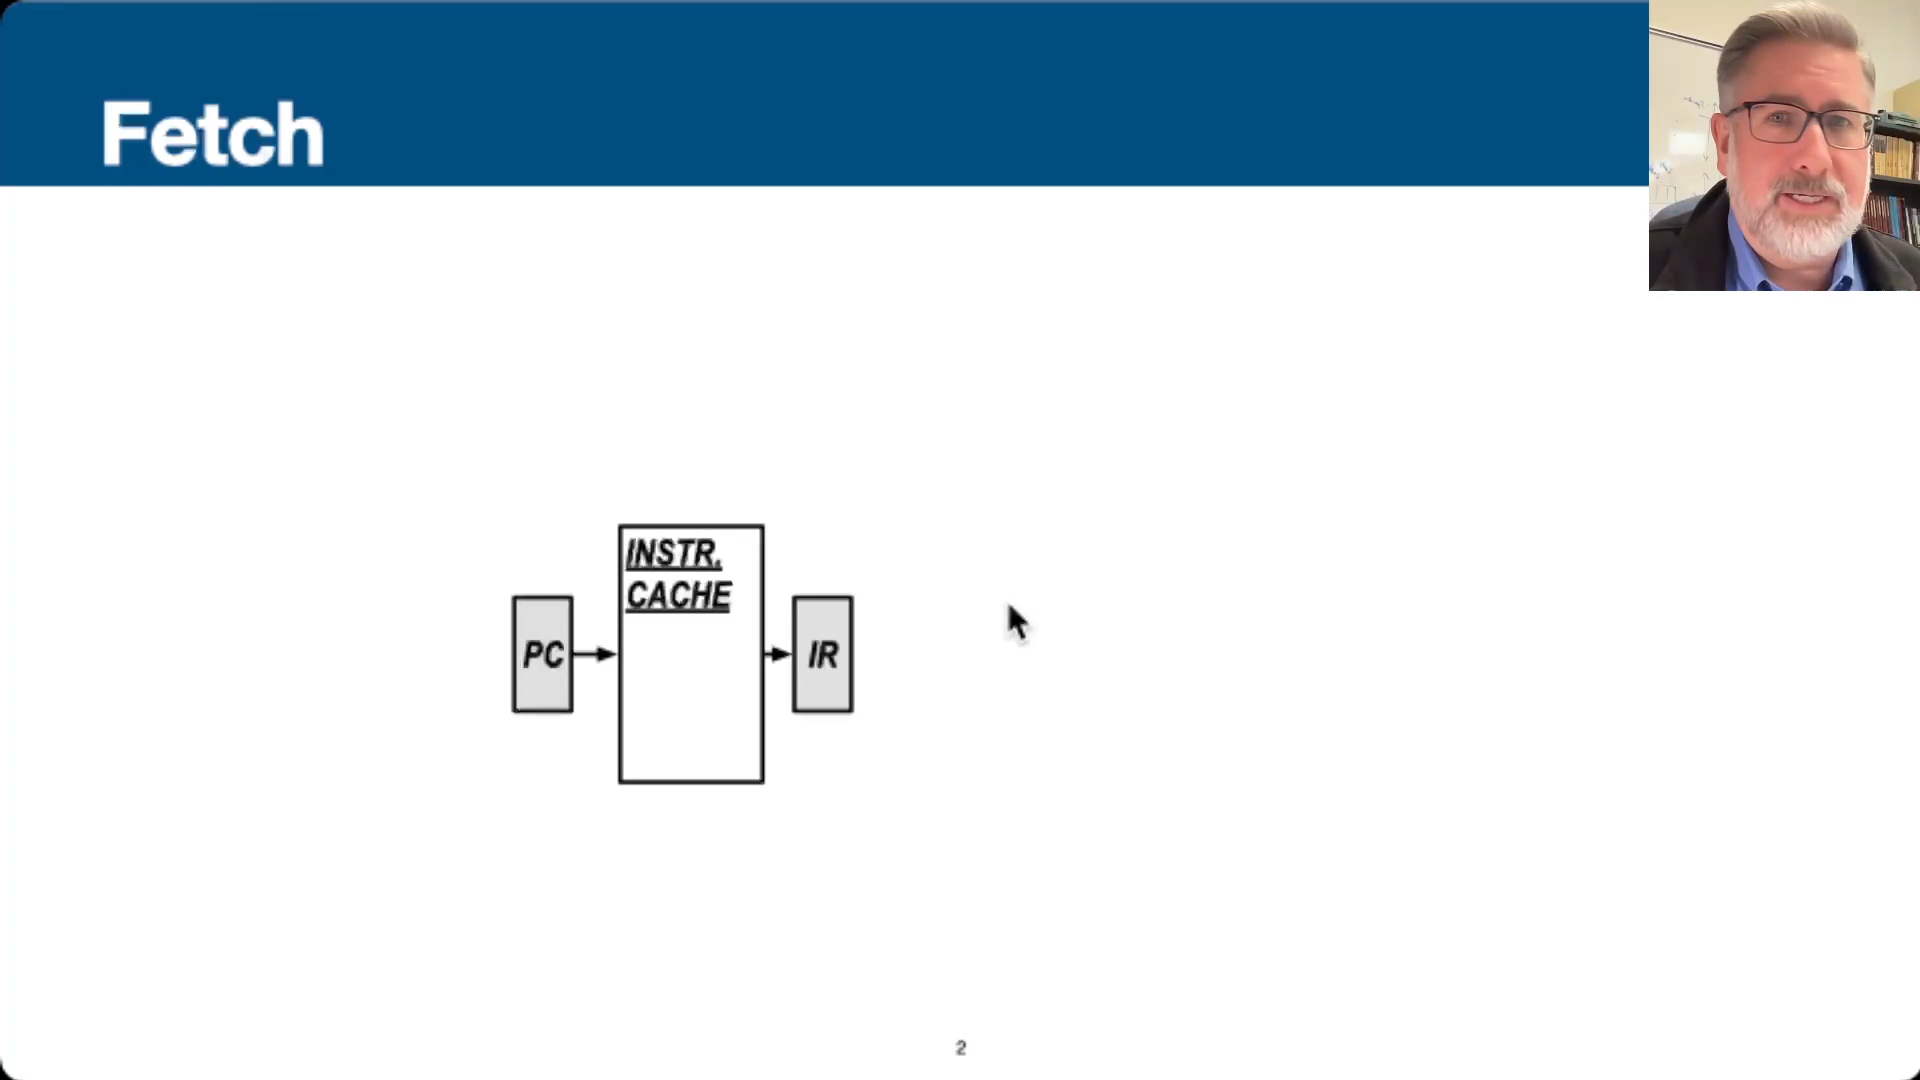 Fetch
INSTR.
CACHE
PC
IR
2